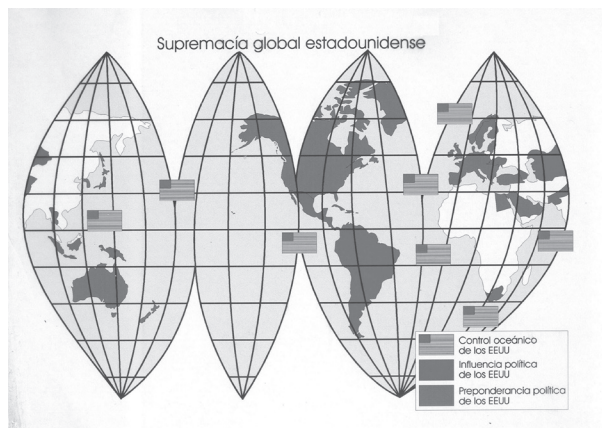 Supremacía global estadounidense
Control oceánico
de los EEUU
Influencia política
de los EEUU
Preponderancia política
de los EEUU